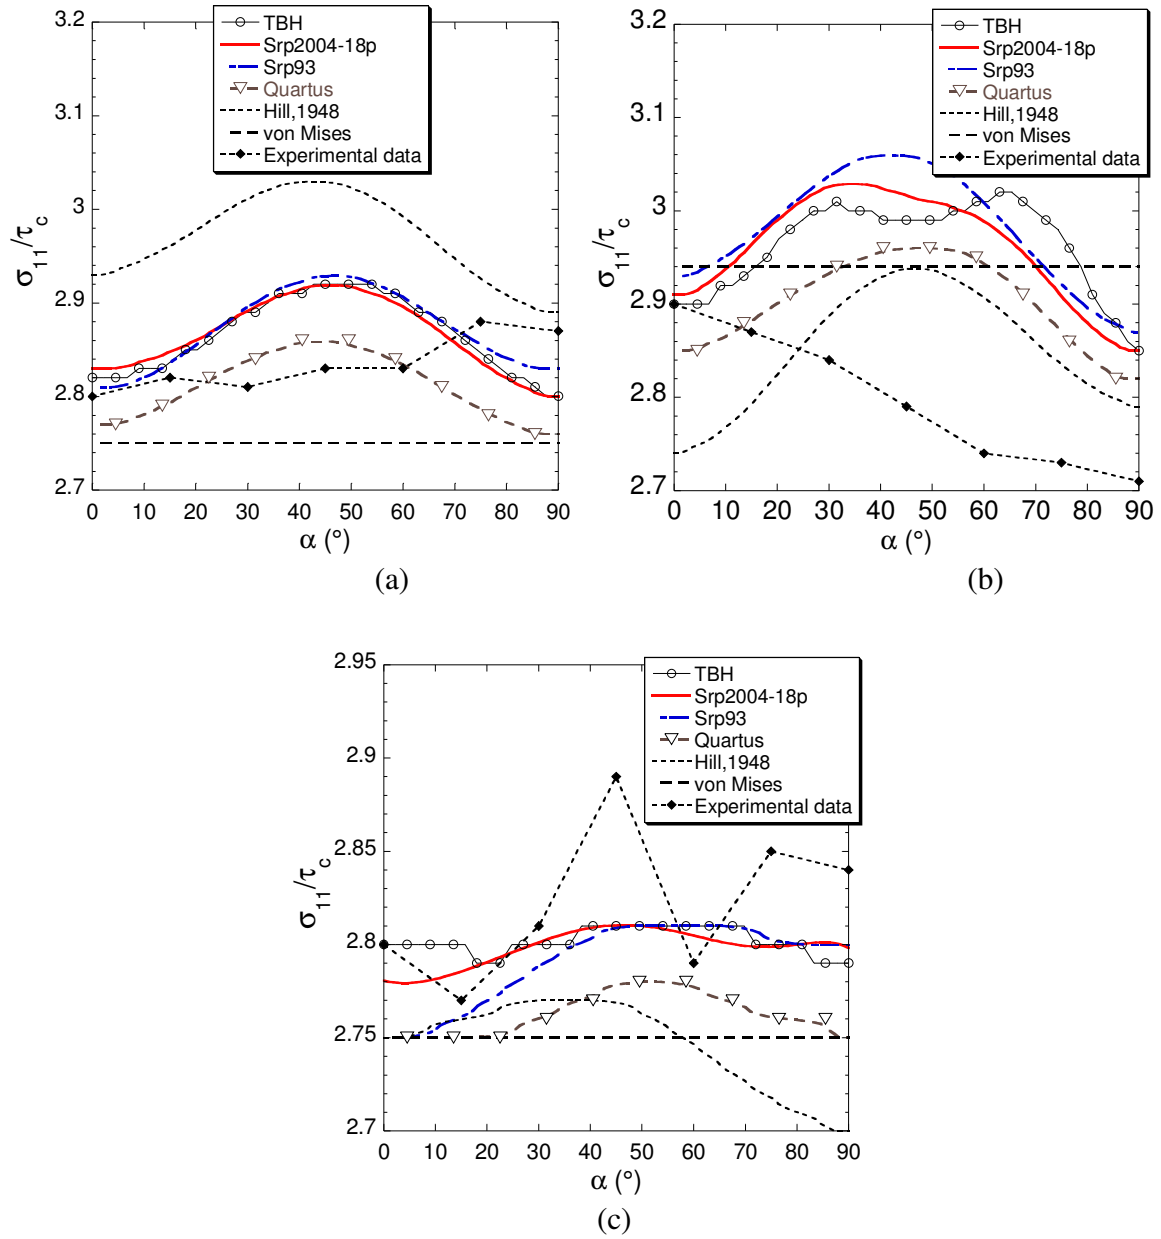 3.2
3.1
3
2.9
2.8
2.7
σ11/τc
0 10 20 30 40 50 60 70 80 90
α (°)
TBH
Srp2004-18p
Srp93
Quartus
Hill,1948
von Mises
Experimental data
(a)
3.2
3.1
3.0
2.9
2.8
2.7
σ11/τc
0 10 20 30 40 50 60 70 80 90
α (°)
TBH
Srp2004-18p
Srp93
Quartus
Hill,1948
von Mises
Experimental data
(b)
2.95
2.9
2.85
2.8
2.75
2.7
σ11/τc
0 10 20 30 40 50 60 70 80 90
α (°)
TBH
Srp2004-18p
Srp93
Quartus
Hill,1948
von Mises
Experimental data
(c)